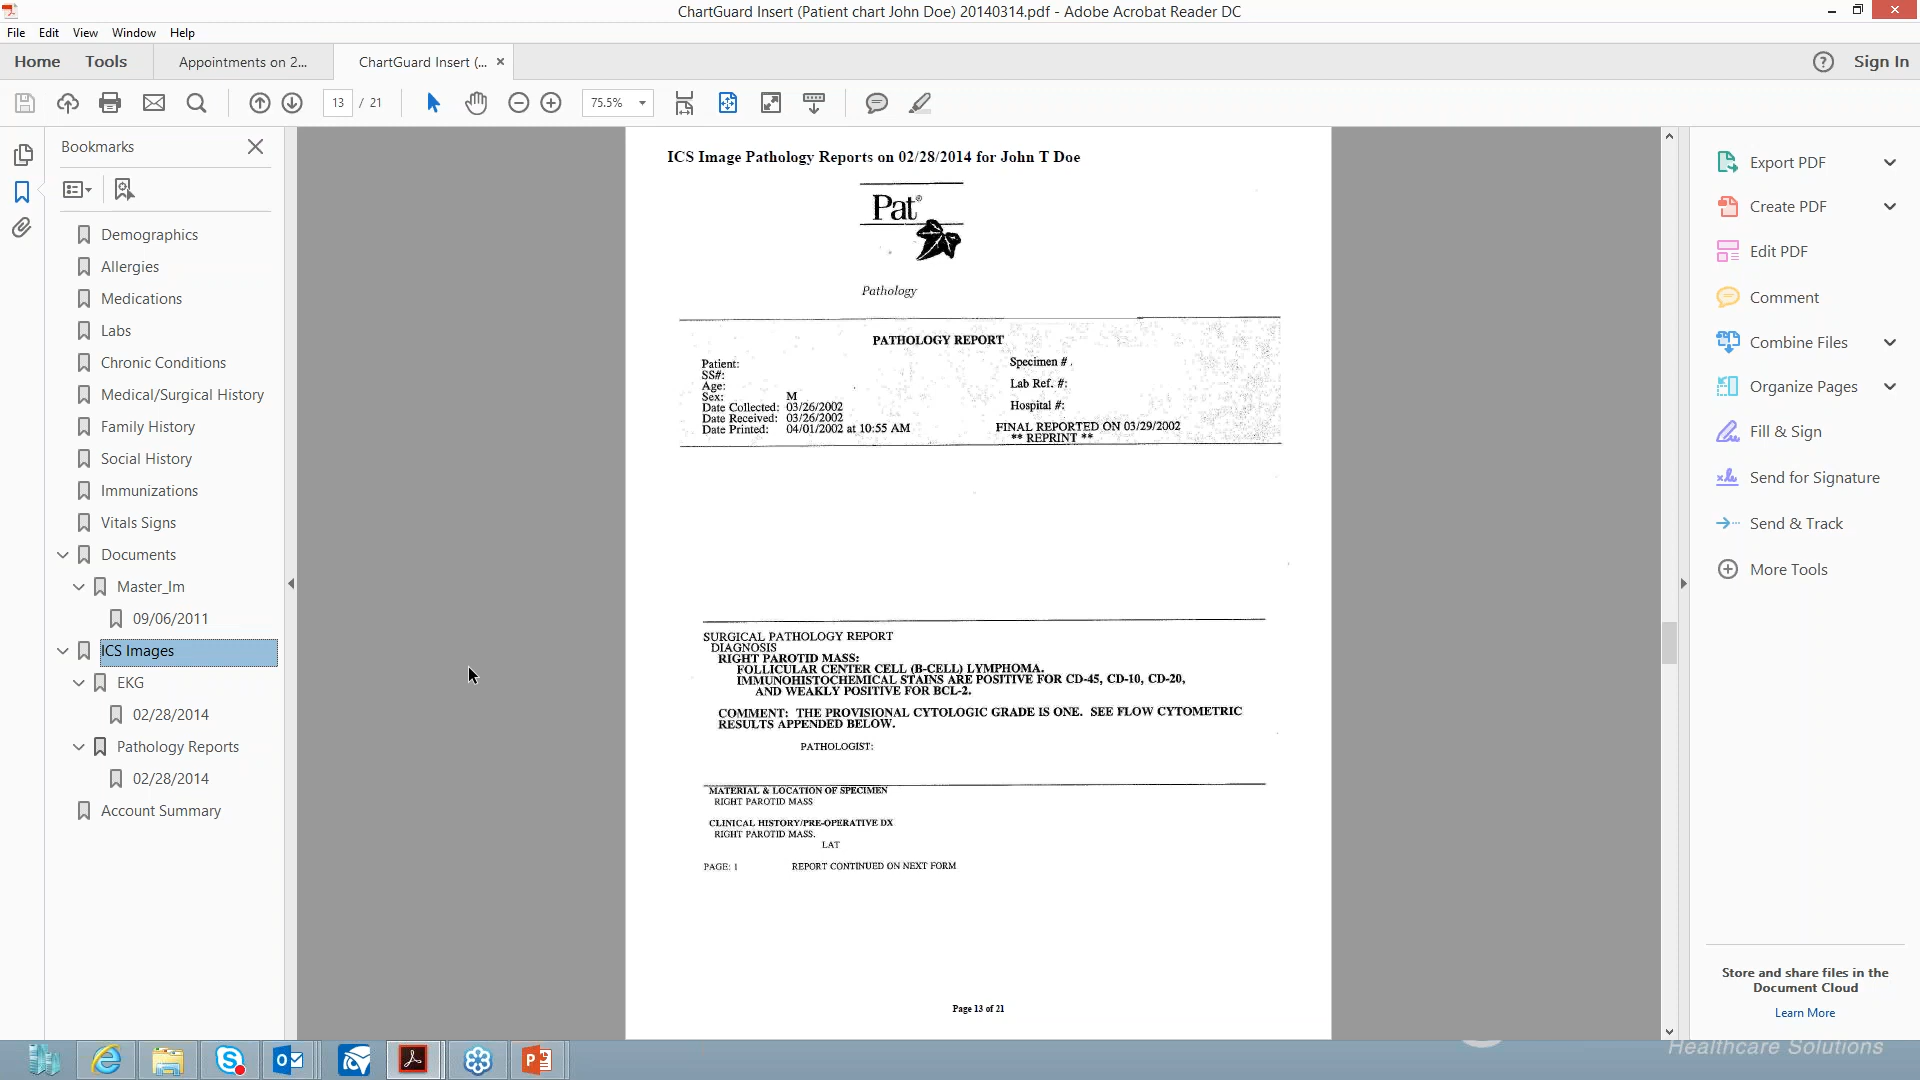 ChartGuard Insert (Patient chart John Doe) 20140314.pdf - Adobe Acrobat Reader DC
File Edit View Window Help
Home Tools Appointments on 2... ChartGuard Insert (... × Sign In
13 / 21 75.5%
Bookmarks
Demographics
Allergies
Medications
Labs
Chronic Conditions
Medical/Surgical History
Family History
Social History
Immunizations
Vitals Signs
Documents
Master_Im
09/06/2011
ICS Images
EKG
02/28/2014
Pathology Reports
02/28/2014
Account Summary
ICS Image Pathology Reports on 02/28/2014 for John T Doe
Pat®
Pathology
PATHOLOGY REPORT
Patient:
SS#:
Age:
Sex: M
Date Collected: 03/26/2002
Date Received: 03/26/2002
Date Printed: 04/01/2002 at 10:55 AM
Specimen # .
Lab Ref. #:
Hospital #:
FINAL REPORTED ON 03/29/2002
** REPRINT **
SURGICAL PATHOLOGY REPORT
DIAGNOSIS
RIGHT PAROTID MASS:
FOLLICULAR CENTER CELL (B-CELL) LYMPHOMA.
IMMUNOHISTOCHEMICAL STAINS ARE POSITIVE FOR CD-45, CD-10, CD-20,
AND WEAKLY POSITIVE FOR BCL-2.
COMMENT: THE PROVISIONAL CYTOLOGIC GRADE IS ONE. SEE FLOW CYTOMETRIC
RESULTS APPENDED BELOW.
PATHOLOGIST:
MATERIAL & LOCATION OF SPECIMEN
RIGHT PAROTID MASS
CLINICAL HISTORY/PRE-OPERATIVE DX
RIGHT PAROTID MASS.
LAT
PAGE: 1 REPORT CONTINUED ON NEXT FORM
Page 13 of 21
Export PDF
Create PDF
Edit PDF
Comment
Combine Files
Organize Pages
Fill & Sign
Send for Signature
Send & Track
More Tools
Store and share files in the
Document Cloud
Learn More
Healthcare Solutions